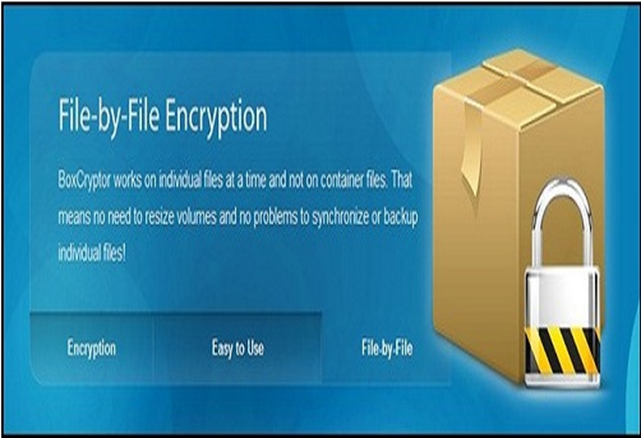 File-by-File Encryption
BoxCryptor works on individual files at a time and not on container files. That
means no need to resize volumes and no problems to synchronize or backup
individual files!
Encryption
Easy to Use
File-by-File